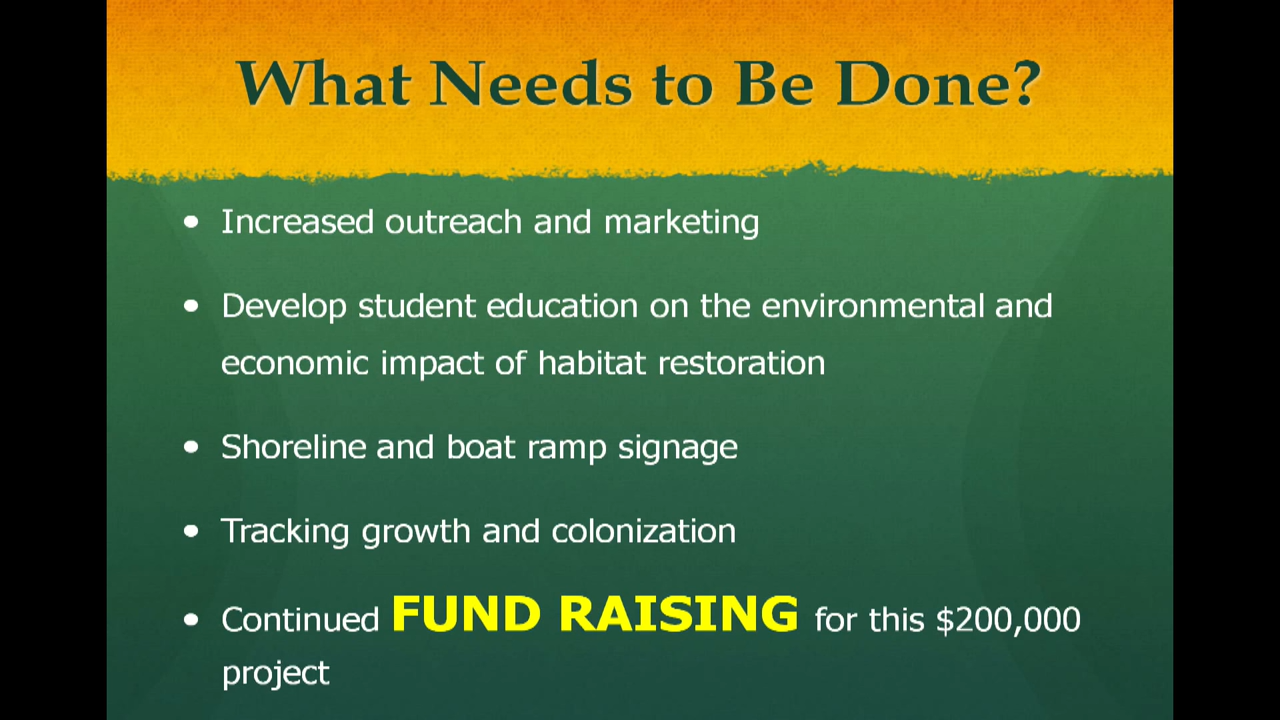 What Needs to Be Done?
• Increased outreach and marketing
• Develop student education on the environmental and
economic impact of habitat restoration
• Shoreline and boat ramp signage
• Tracking growth and colonization
• Continued FUND RAISING for this $200,000
project